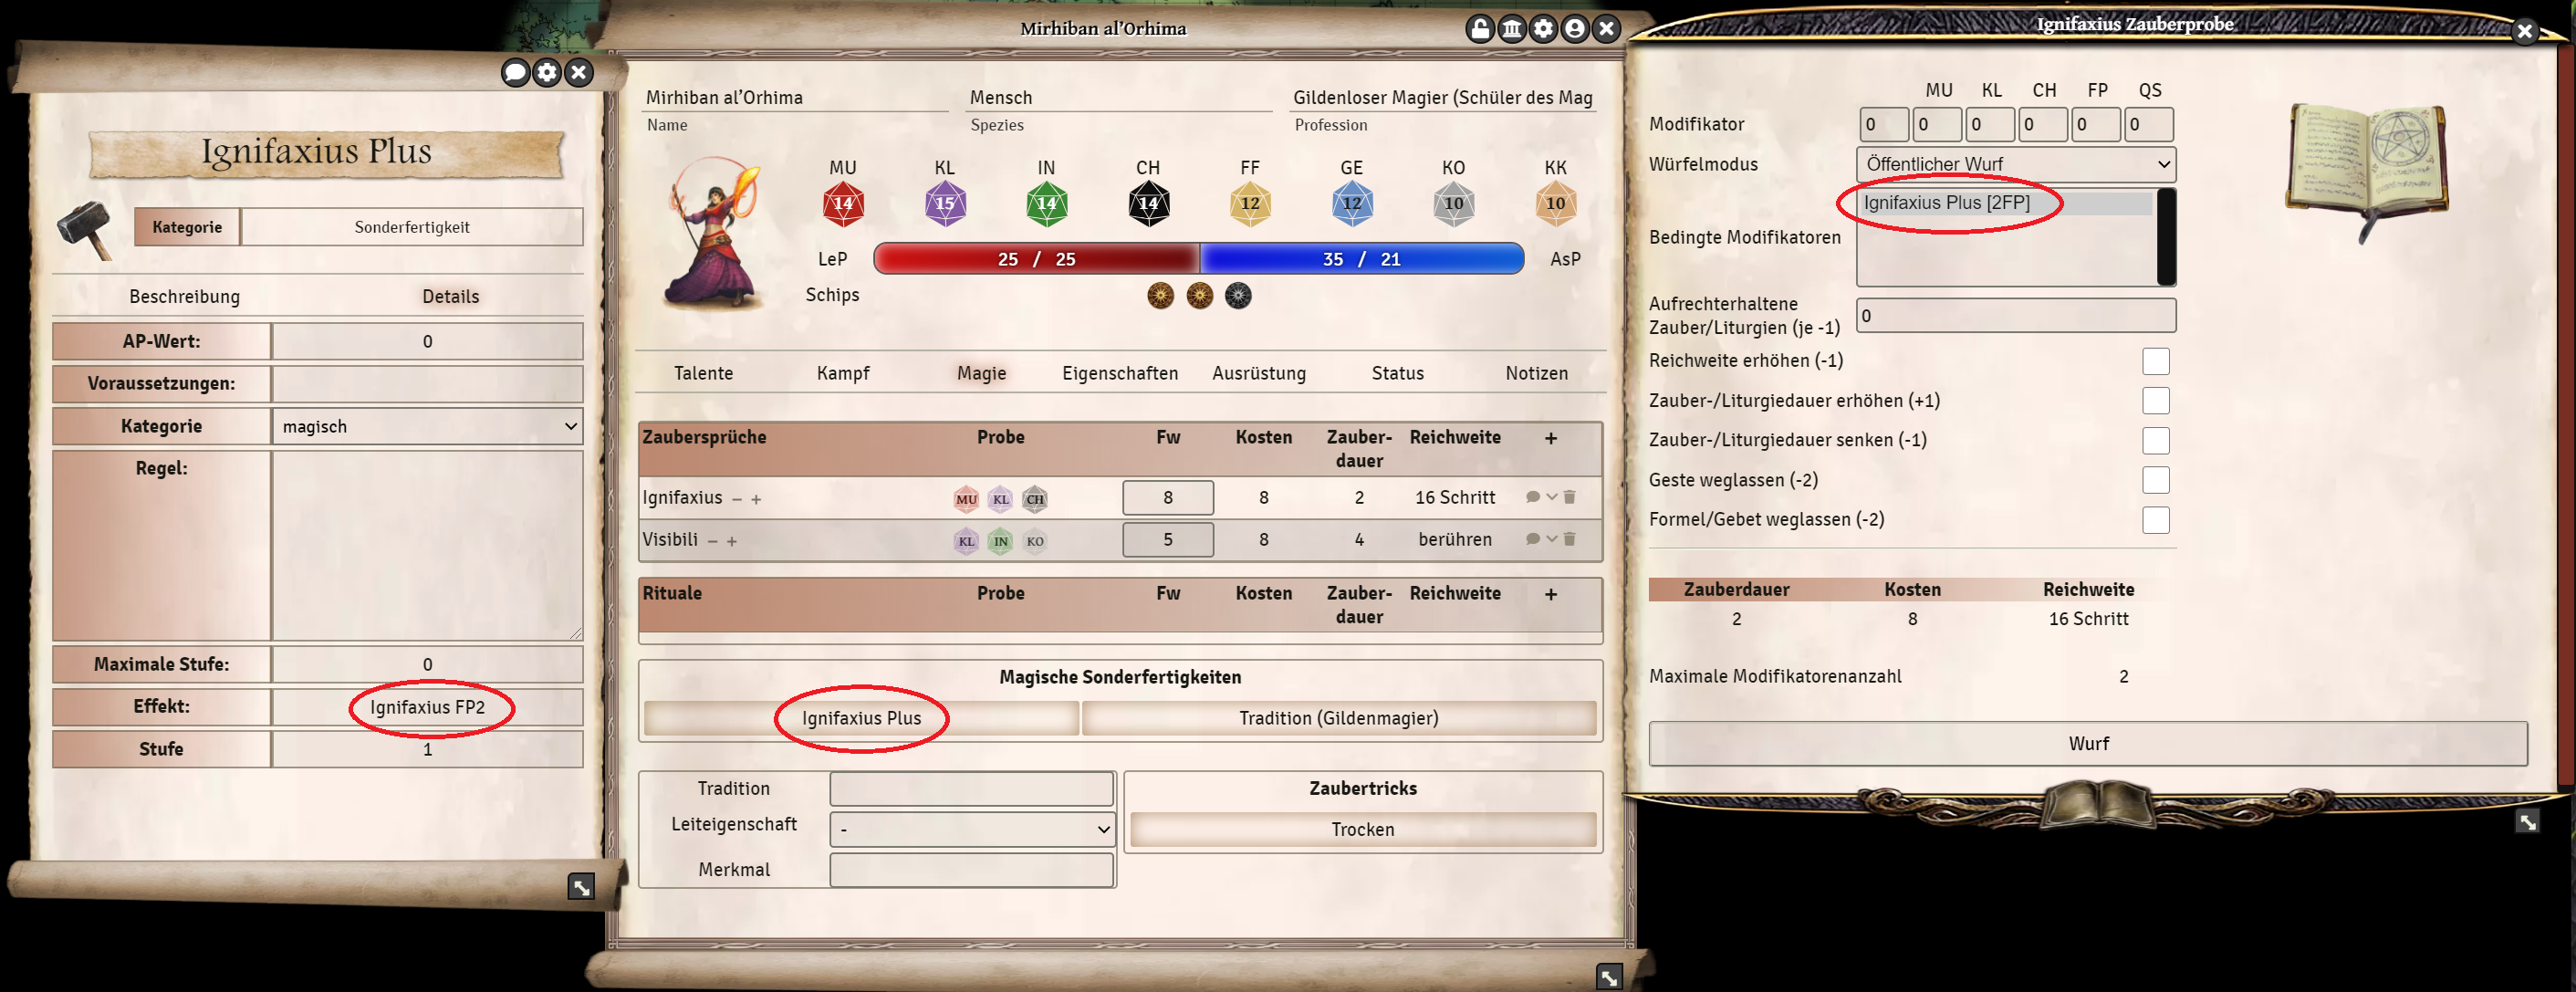 Ignifaxius Plus
Kategorie Sonderfertigkeit
Beschreibung Details
AP-Wert: 0
Voraussetzungen:
Kategorie magisch
Regel:
Maximale Stufe: 0
Effekt: Ignifaxius FP2
Stufe 1
Mirhiban al'Orhima
Mirhiban al'Orhima Mensch Gildenloser Magier (Schüler des Mag
Name Spezies Profession
MU KL IN CH FF GE KO KK
14 15 14 14 12 12 10 10
LeP 25 / 25 35 / 21 AsP
Schips
Talente Kampf Magie Eigenschaften Ausrüstung Status Notizen
Zaubersprüche Probe Fw Kosten Zauber- Reichweite +
dauer
Ignifaxius − + MU KL CH 8 8 2 16 Schritt
Visibili − + KL IN KO 5 8 4 berühren
Rituale Probe Fw Kosten Zauber- Reichweite +
dauer
Magische Sonderfertigkeiten
Ignifaxius Plus Tradition (Gildenmagier)
Tradition
Leiteigenschaft -
Merkmal
Zaubertricks
Trocken
Ignifaxius Zauberprobe
MU KL CH FP QS
Modifikator 0 0 0 0 0 0
Würfelmodus Öffentlicher Wurf
Ignifaxius Plus [2FP]
Bedingte Modifikatoren
Aufrechterhaltene
Zauber/Liturgien (je -1) 0
Reichweite erhöhen (-1)
Zauber-/Liturgiedauer erhöhen (+1)
Zauber-/Liturgiedauer senken (-1)
Geste weglassen (-2)
Formel/Gebet weglassen (-2)
Zauberdauer Kosten Reichweite
2 8 16 Schritt
Maximale Modifikatorenanzahl 2
Wurf